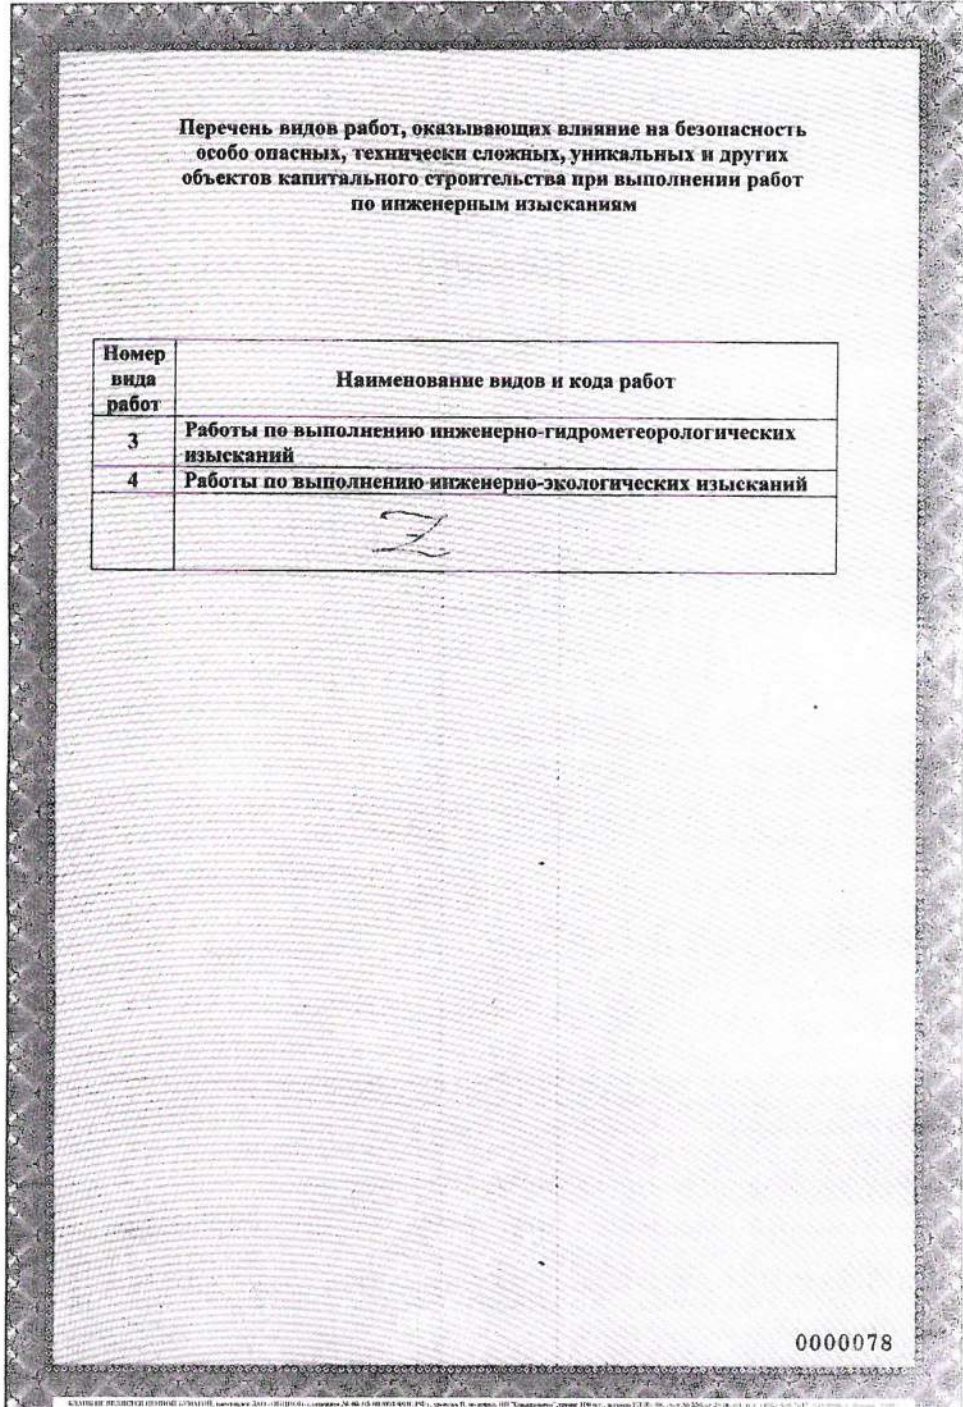 Перечень видов работ, оказывающих влияние на безопасность
особо опасных, технически сложных, уникальных и других
объектов капитального строительства при выполнении работ
по инженерным изысканиям
Номер
вида
работ
Наименование видов и кода работ
3
Работы по выполнению инженерно-гидрометеорологических
изысканий
4
Работы по выполнению инженерно-экологических изысканий
Z
0000078